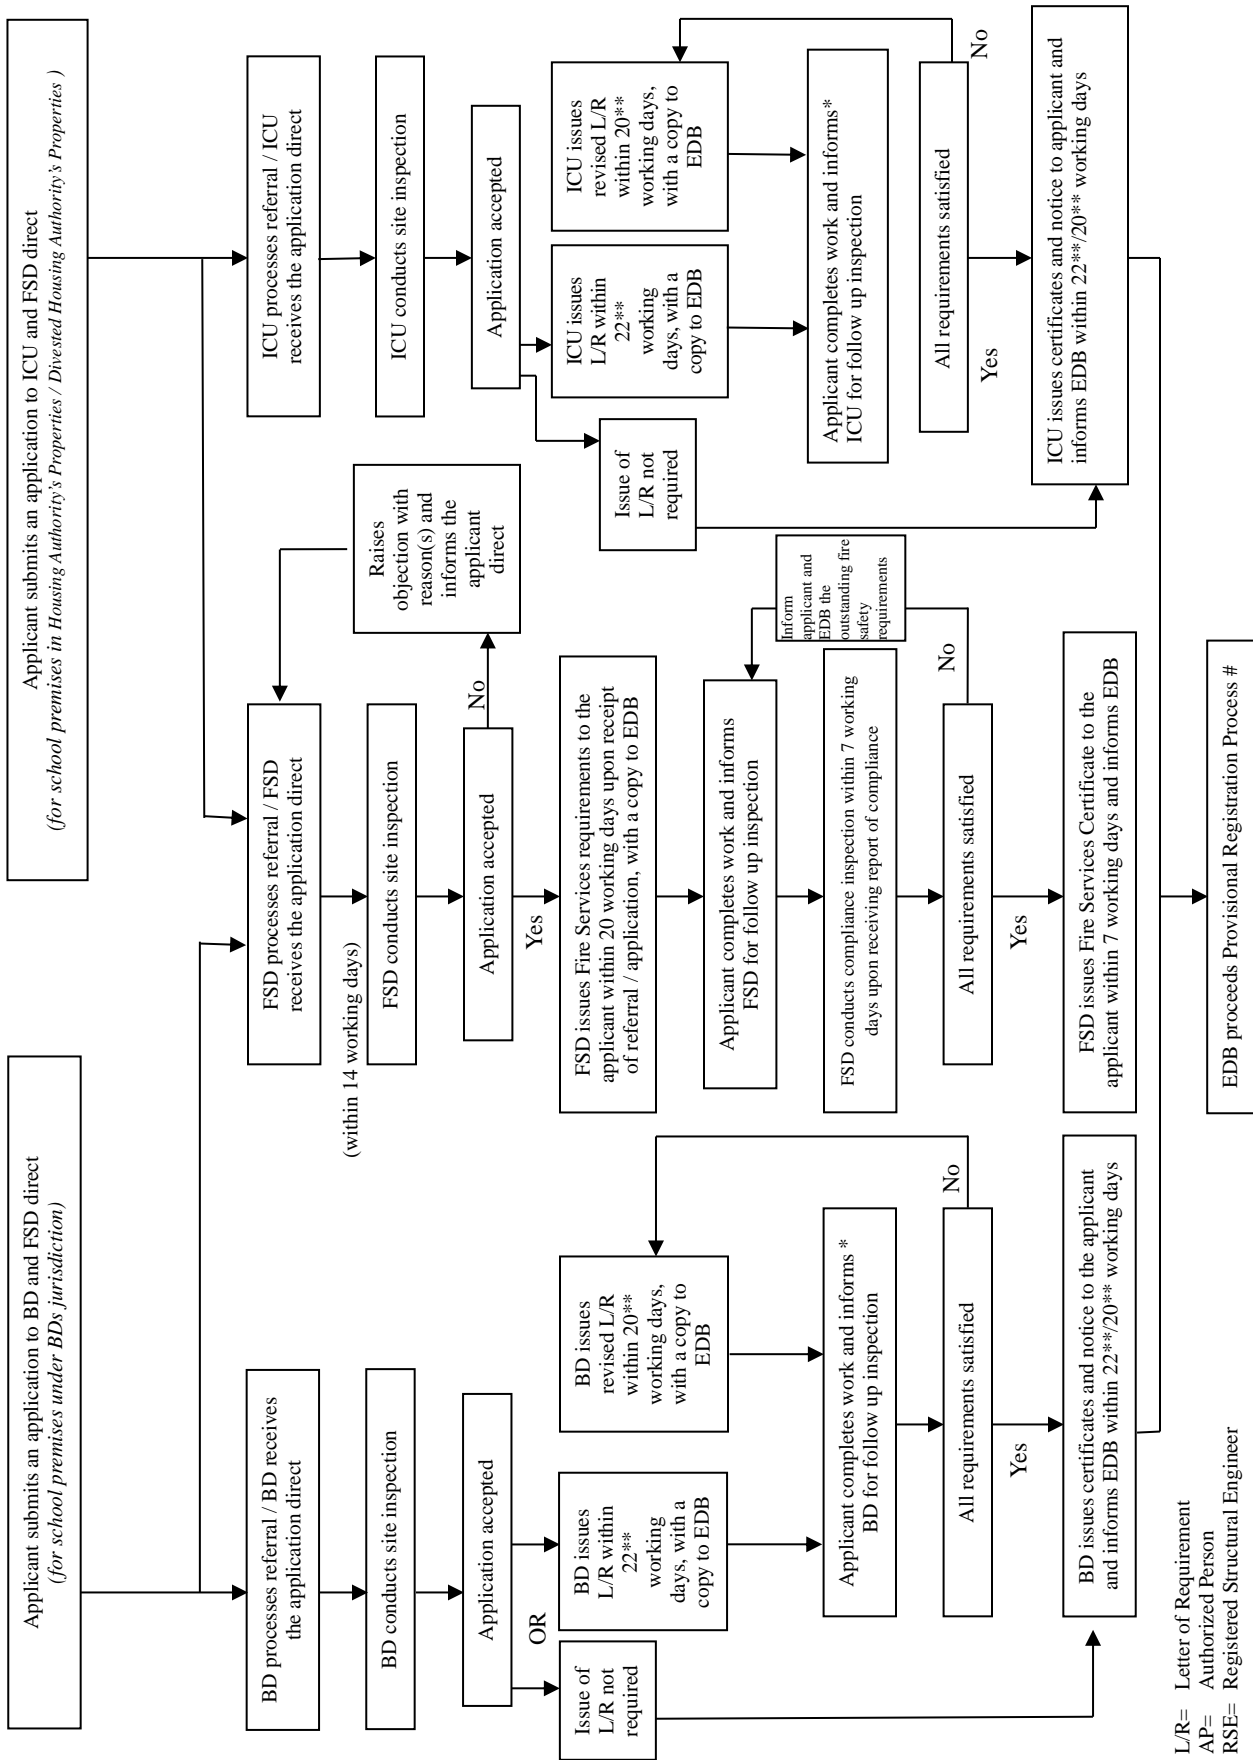 Applicant submits an application to BD and FSD direct
(for school premises under BDs jurisdiction)
Applicant submits an application to ICU and FSD direct
(for school premises in Housing Authority's Properties / Divested Housing Authority's Properties )
BD processes referral / BD receives
the application direct
BD conducts site inspection
Application accepted
OR
Issue of
L/R not
required
BD issues
L/R within
22**
working
days, with a
copy to EDB
BD issues
revised L/R
within 20**
working days,
with a copy to
EDB
Applicant completes work and informs *
BD for follow up inspection
All requirements satisfied
No
Yes
BD issues certificates and notice to the applicant
and informs EDB within 22**/20** working days
FSD processes referral / FSD
receives the application direct
(within 14 working days)
FSD conducts site inspection
Application accepted
No
Yes
Raises
objection with
reason(s) and
informs the
applicant
direct
FSD issues Fire Services requirements to the
applicant within 20 working days upon receipt
of referral / application, with a copy to EDB
Applicant completes work and informs
FSD for follow up inspection
Inform
applicant and
EDB the
outstanding fire
safety
requirements
FSD conducts compliance inspection within 7 working
days upon receiving report of compliance
All requirements satisfied
No
Yes
FSD issues Fire Services Certificate to the
applicant within 7 working days and informs EDB
ICU processes referral / ICU
receives the application direct
ICU conducts site inspection
Application accepted
Issue of
L/R not
required
ICU issues
L/R within
22**
working
days, with a
copy to EDB
ICU issues
revised L/R
within 20**
working days,
with a copy to
EDB
Applicant completes work and informs*
ICU for follow up inspection
All requirements satisfied
No
Yes
ICU issues certificates and notice to applicant and
informs EDB within 22**/20** working days
EDB proceeds Provisional Registration Process #
L/R= Letter of Requirement
AP= Authorized Person
RSE= Registered Structural Engineer